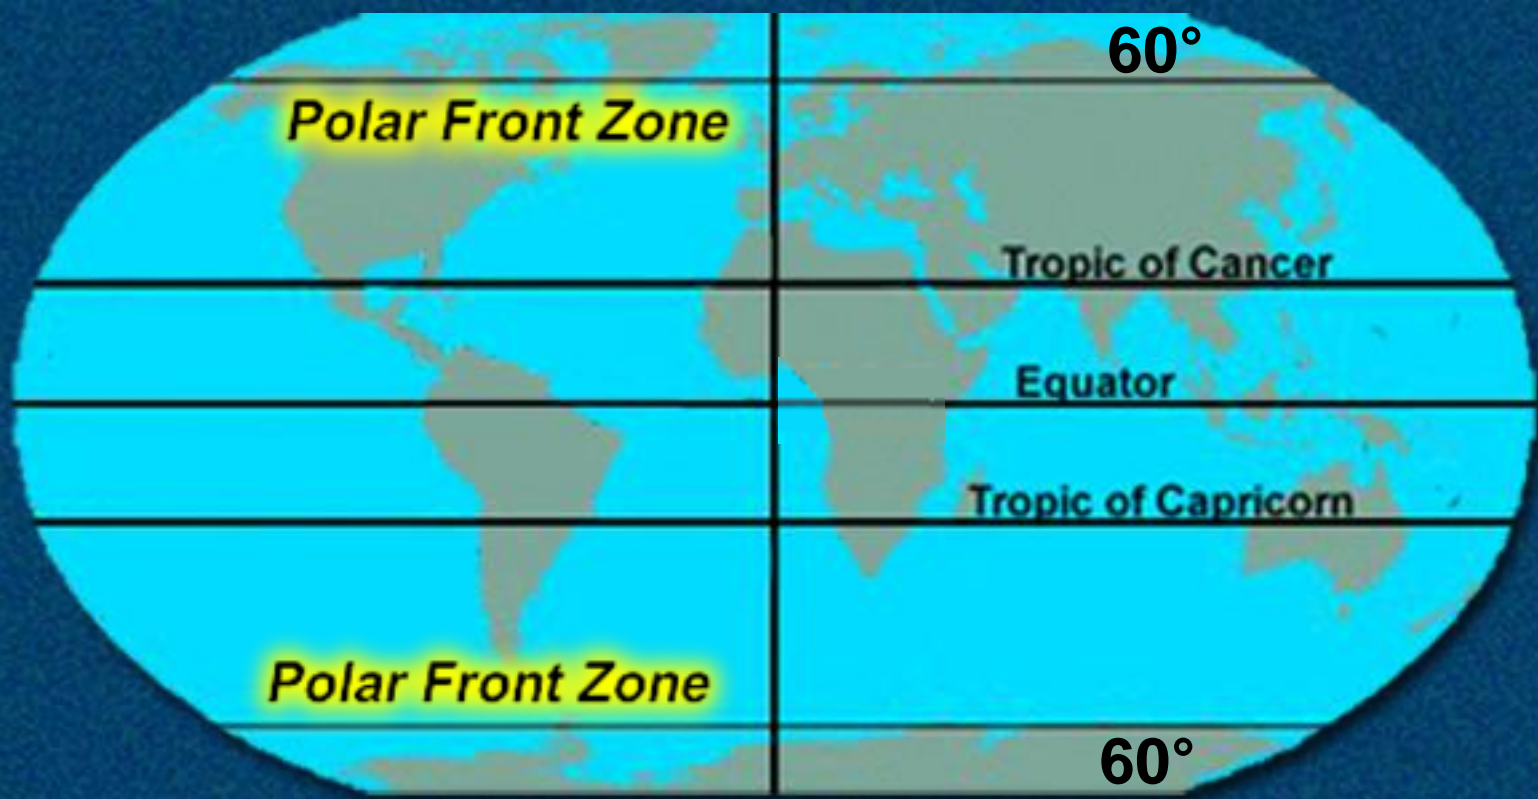 60°
Polar Front Zone
Tropic of Cancer
Equator
Tropic of Capricorn
Polar Front Zone
60°